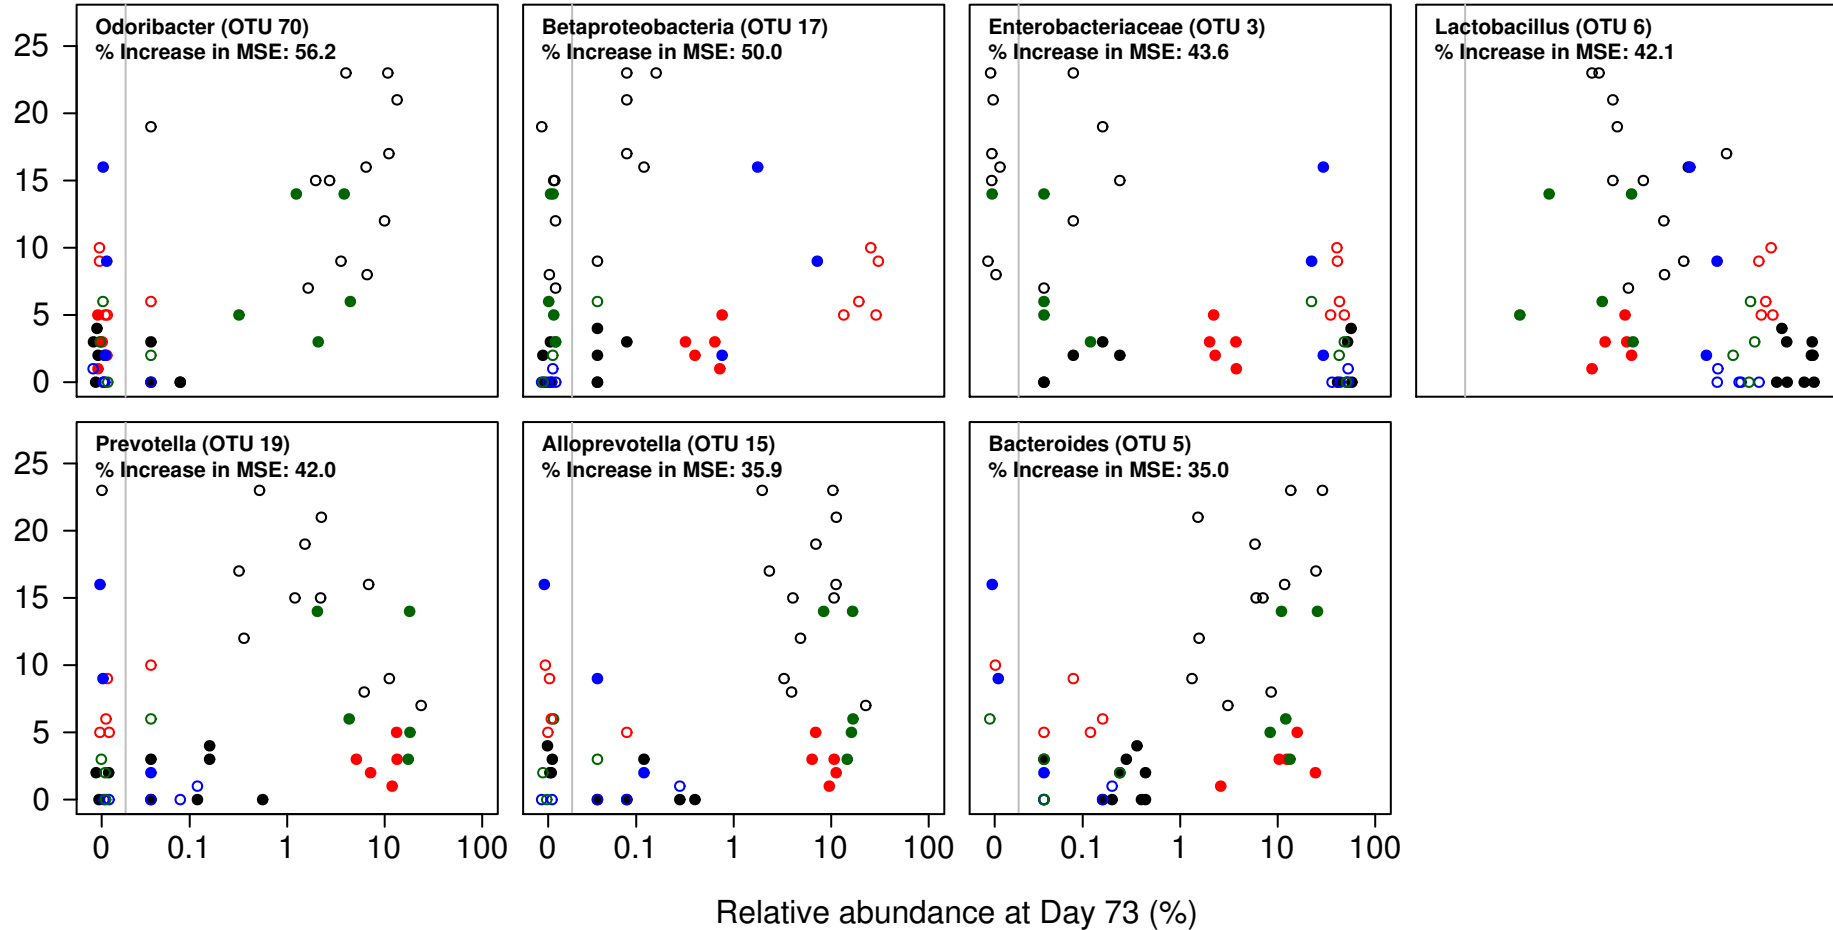 Odoribacter (OTU 70)
% Increase in MSE: 56.2
Betaproteobacteria (OTU 17)
% Increase in MSE: 50.0
Enterobacteriaceae (OTU 3)
% Increase in MSE: 43.6
Lactobacillus (OTU 6)
% Increase in MSE: 42.1
25
20
15
10
5
0
Prevotella (OTU 19)
% Increase in MSE: 42.0
Alloprevotella (OTU 15)
% Increase in MSE: 35.9
Bacteroides (OTU 5)
% Increase in MSE: 35.0
25
20
15
10
5
0
0 0.1 1 10 100
0 0.1 1 10 100
0 0.1 1 10 100
Relative abundance at Day 73 (%)